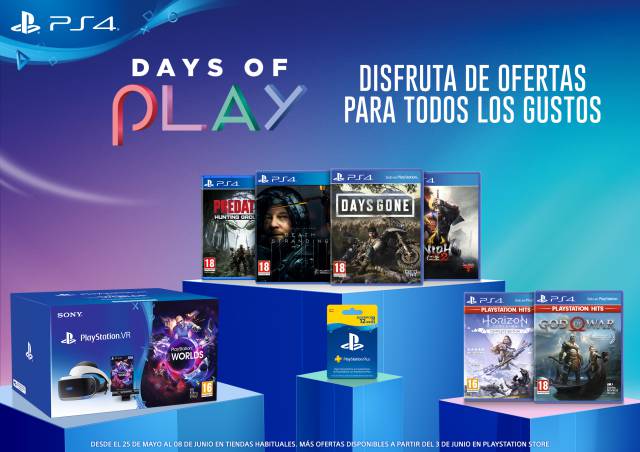 PS4
DAYS OF
PLAY
DISFRUTA DE OFERTAS
PARA TODOS LOS GUSTOS
PS4
PS4
PS4
PS4
HUNTING
DEATH
STRANDING
DAYS GONE
2
18
18
18
SONY
PlayStation VR
PlayStation
WORLDS
16
12
PlayStation Plus
PS4
PS4
PLAYSTATION HITS
PLAYSTATION HITS
HORIZON
GOD OF WAR
16
18
DESDE EL 25 DE MAYO AL 08 DE JUNIO EN TIENDAS HABITUALES. MÁS OFERTAS DISPONIBLES A PARTIR DEL 3 DE JUNIO EN PLAYSTATION STORE